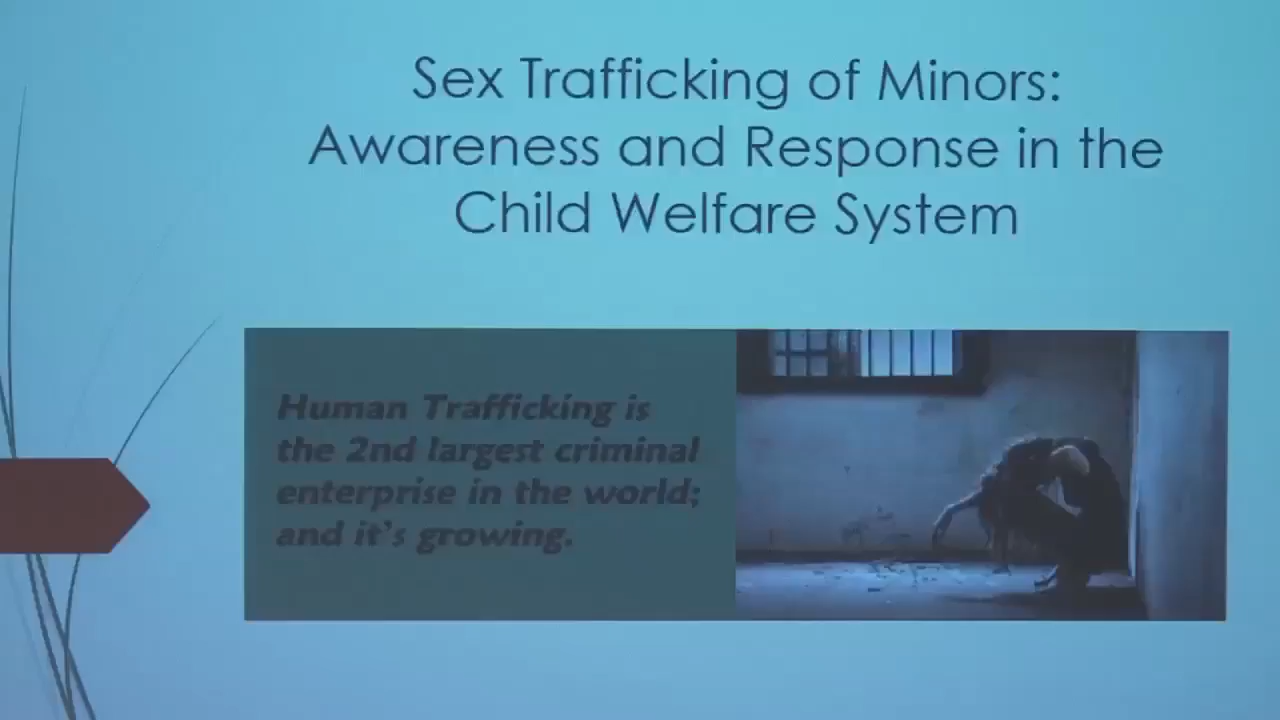 Sex Trafficking of Minors:
Awareness and Response in the
Child Welfare System
Human Trafficking is
the 2nd largest criminal
enterprise in the world;
and it's growing.